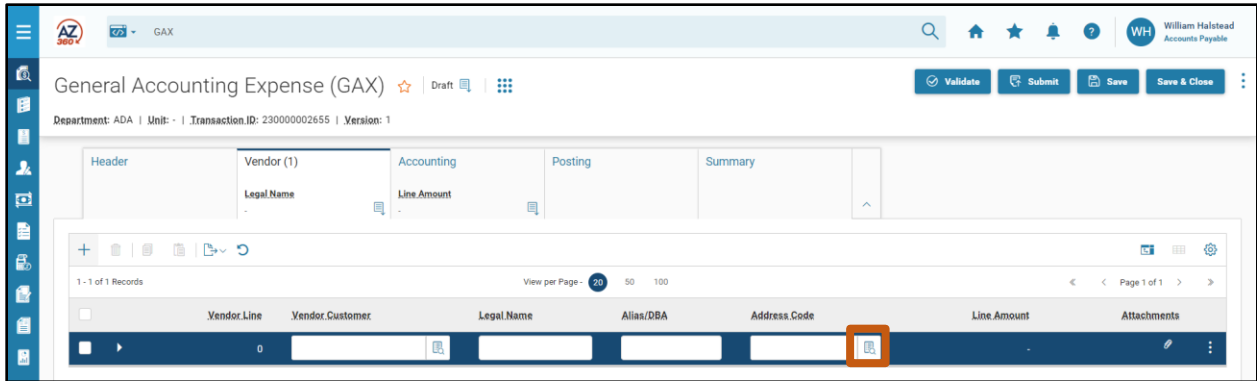 AZ
360
GAX
William Halstead
WH
Accounts Payable
General Accounting Expense (GAX)
Draft
Validate
Submit
Save
Save & Close
Department: ADA | Unit: - | Transaction ID: 230000002655 | Version: 1
Header
Vendor (1)
Accounting
Posting
Summary
Legal Name
Line Amount
-
-
1 - 1 of 1 Records
View per Page - 20 50 100
Page 1 of 1
Vendor Line
Vendor Customer
Legal Name
Alias/DBA
Address Code
Line Amount
Attachments
0
-